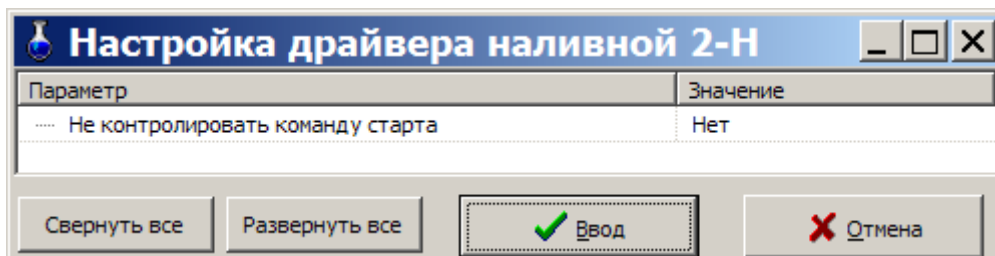 Настройка драйвера наливной 2-Н
Параметр Значение
Не контролировать команду старта Нет
Свернуть все Развернуть все Ввод Отмена